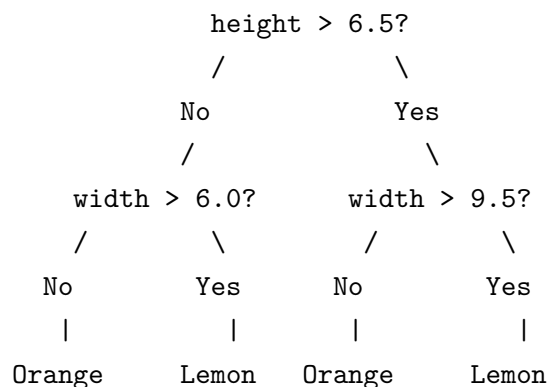 height > 6.5?
/ \
No Yes
/ \
width > 6.0? width > 9.5?
/ \ / \
No Yes No Yes
| | | |
Orange Lemon Orange Lemon